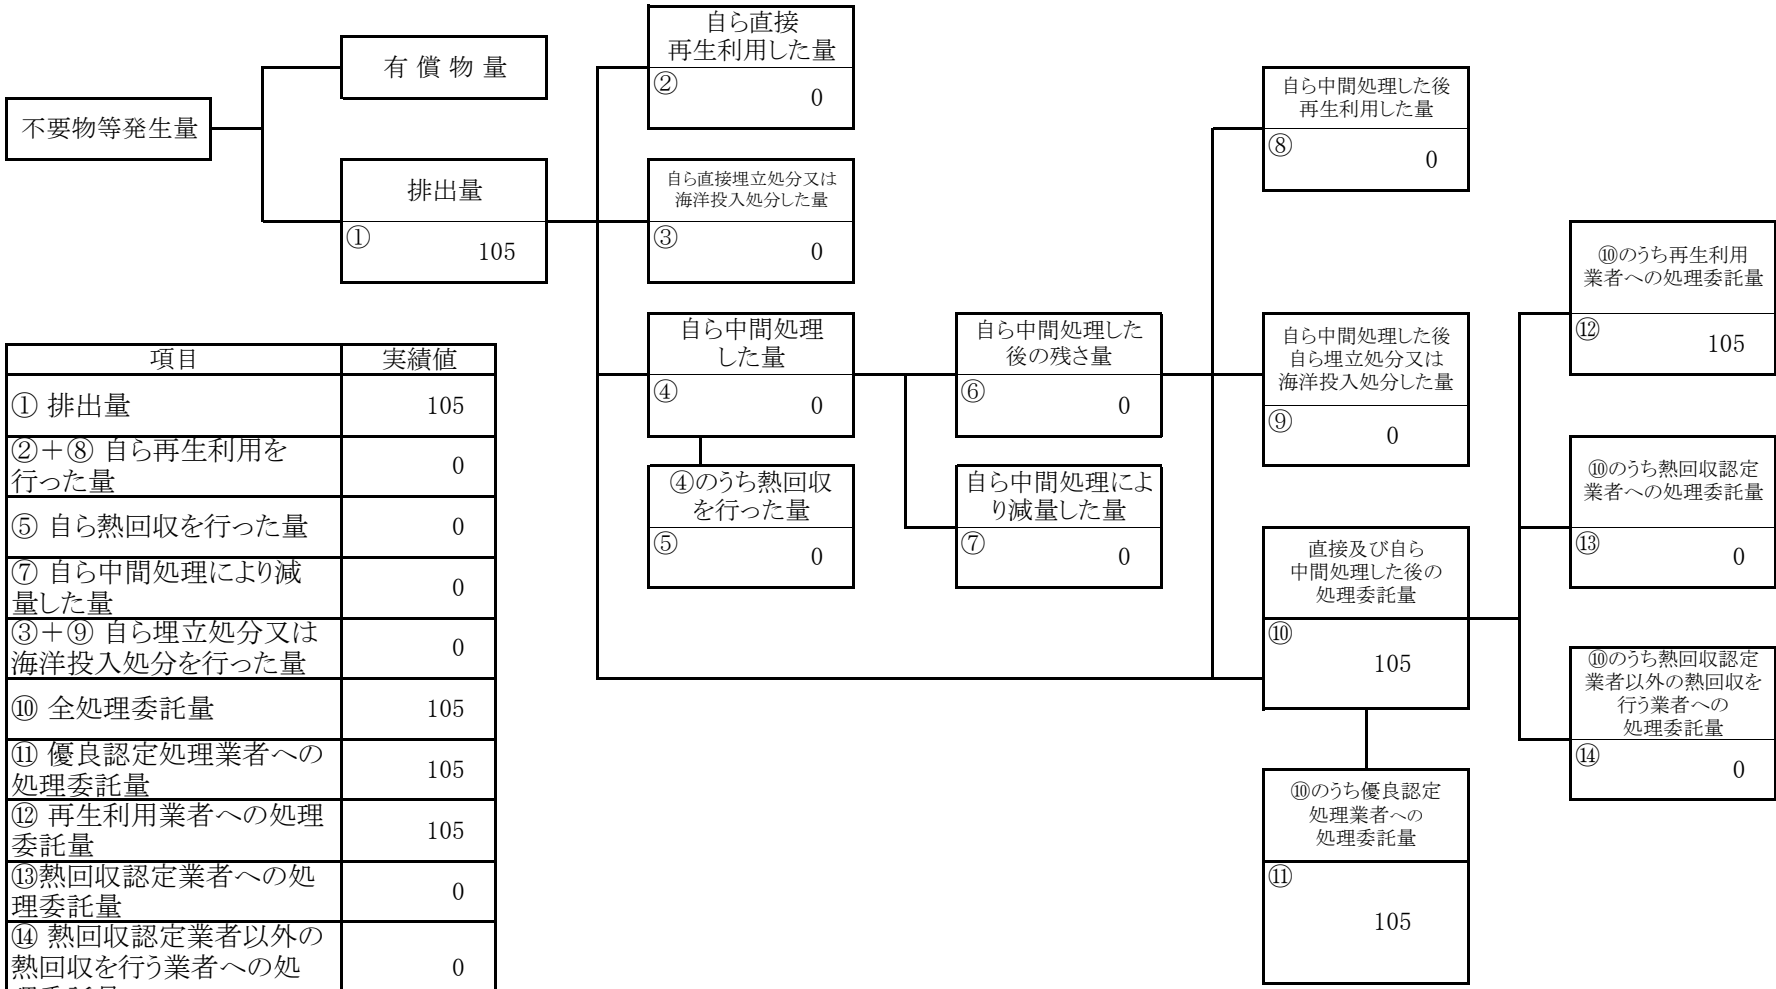 不要物等発生量
有 償 物 量
排出量
①
105
自ら直接
再生利用した量
②
0
自ら直接埋立処分又は
海洋投入処分した量
③
0
自ら中間処理
した量
④
0
④のうち熱回収
を行った量
⑤
0
自ら中間処理した
後の残さ量
⑥
0
自ら中間処理によ
り減量した量
⑦
0
自ら中間処理した後
再生利用した量
⑧
0
自ら中間処理した後
自ら埋立処分又は
海洋投入処分した量
⑨
0
直接及び自ら
中間処理した後の
処理委託量
⑩
105
⑩のうち優良認定
処理業者への
処理委託量
⑪
105
⑩のうち再生利用
業者への処理委託量
⑫
105
⑩のうち熱回収認定
業者への処理委託量
⑬
0
⑩のうち熱回収認定
業者以外の熱回収を
行う業者への
処理委託量
⑭
0
項目 実績値
① 排出量 105
②＋⑧ 自ら再生利用を
行った量 0
⑤ 自ら熱回収を行った量 0
⑦ 自ら中間処理により減
量した量 0
③＋⑨ 自ら埋立処分又は
海洋投入処分を行った量 0
⑩ 全処理委託量 105
⑪ 優良認定処理業者への
処理委託量 105
⑫ 再生利用業者への処理
委託量 105
⑬熱回収認定業者への処
理委託量 0
⑭ 熱回収認定業者以外の
熱回収を行う業者への処 0